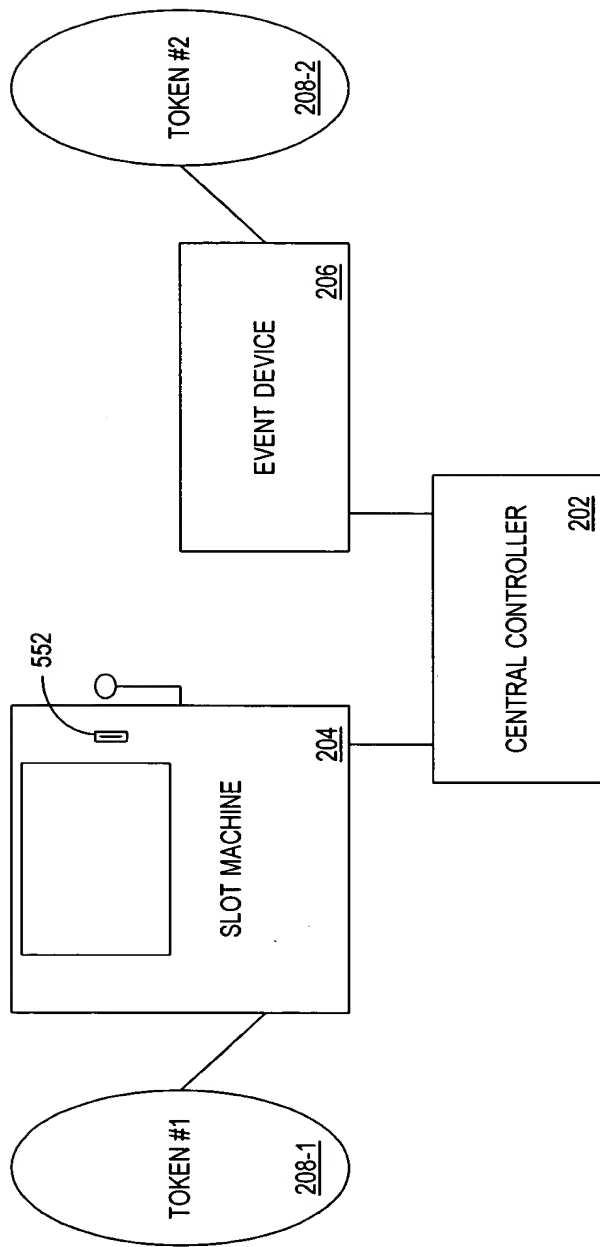 TOKEN #1
208-1
SLOT MACHINE
204
552
EVENT DEVICE
206
TOKEN #2
208-2
CENTRAL CONTROLLER
202